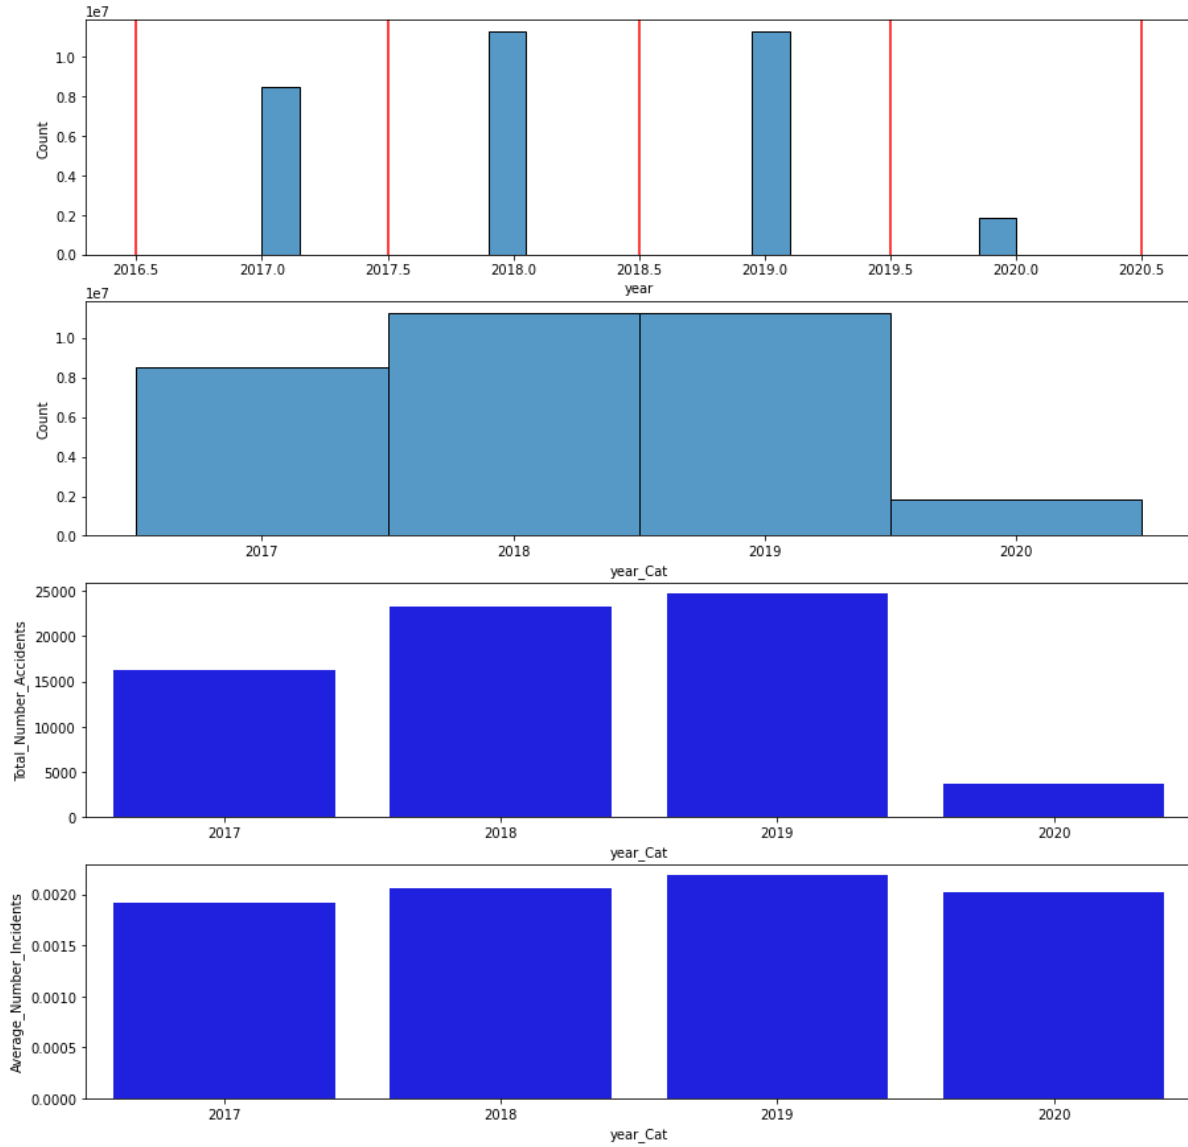 1e7
1.0
0.8
0.6
0.4
0.2
0.0
Count
2016.5 2017.0 2017.5 2018.0 2018.5 2019.0 2019.5 2020.0 2020.5
year
1e7
1.0
0.8
0.6
0.4
0.2
0.0
Count
2017 2018 2019 2020
year_Cat
25000
20000
15000
10000
5000
0
Total_Number_Accidents
2017 2018 2019 2020
year_Cat
0.0020
0.0015
0.0010
0.0005
0.0000
Average_Number_Incidents
2017 2018 2019 2020
year_Cat